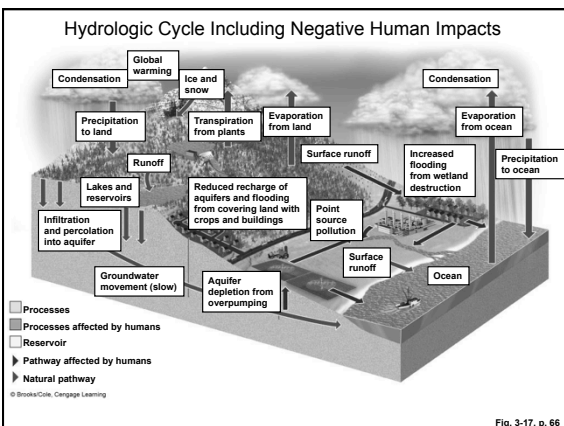 Hydrologic Cycle Including Negative Human Impacts
Global
warming
Condensation
Ice and
snow
Condensation
Precipitation
to land
Transpiration
from plants
Evaporation
from land
Evaporation
from ocean
Runoff
Surface runoff
Increased
flooding
from wetland
destruction
Precipitation
to ocean
Lakes and
reservoirs
Reduced recharge of
aquifers and flooding
from covering land with
crops and buildings
Point
source
pollution
Infiltration
and percolation
into aquifer
Surface
runoff
Groundwater
movement (slow)
Aquifer
depletion from
overpumping
Ocean
Processes
Processes affected by humans
Reservoir
Pathway affected by humans
Natural pathway
© Brooks/Cole, Cengage Learning
Fig. 3-17, p. 66